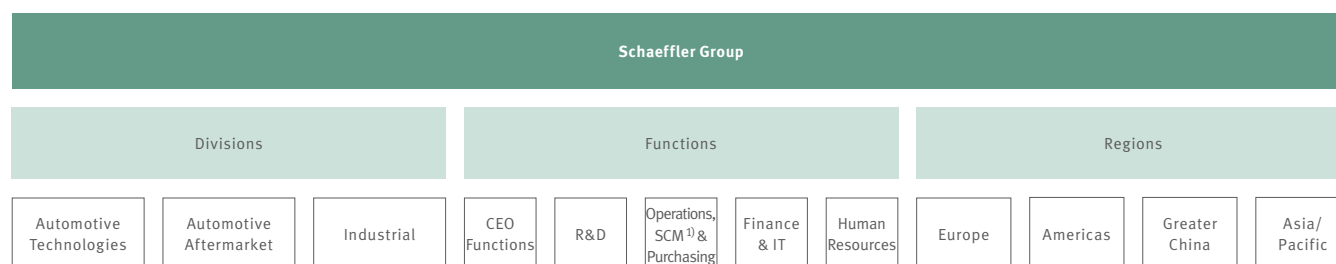 Schaeffler Group
Divisions
Functions
Regions
Automotive
Technologies
Automotive
Aftermarket
Industrial
CEO
Functions
R&D
Operations,
SCM 1) &
Purchasing
Finance
& IT
Human
Resources
Europe
Americas
Greater
China
Asia/
Pacific